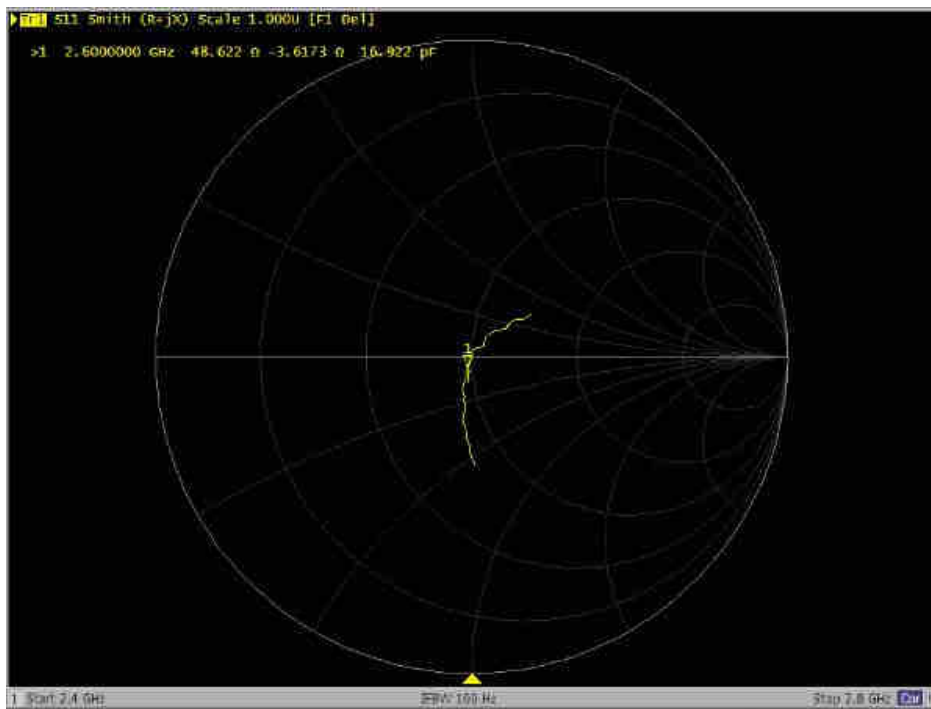 Tr1 S11 Smith (R+jX) Scale 1.000U [F1 Del]
>1 2.6000000 GHz 48.622 Ω -3.6173 Ω 16.922 pF
1
1 Start 2.4 GHz IFBW 100 Hz Stop 2.8 GHz Cor